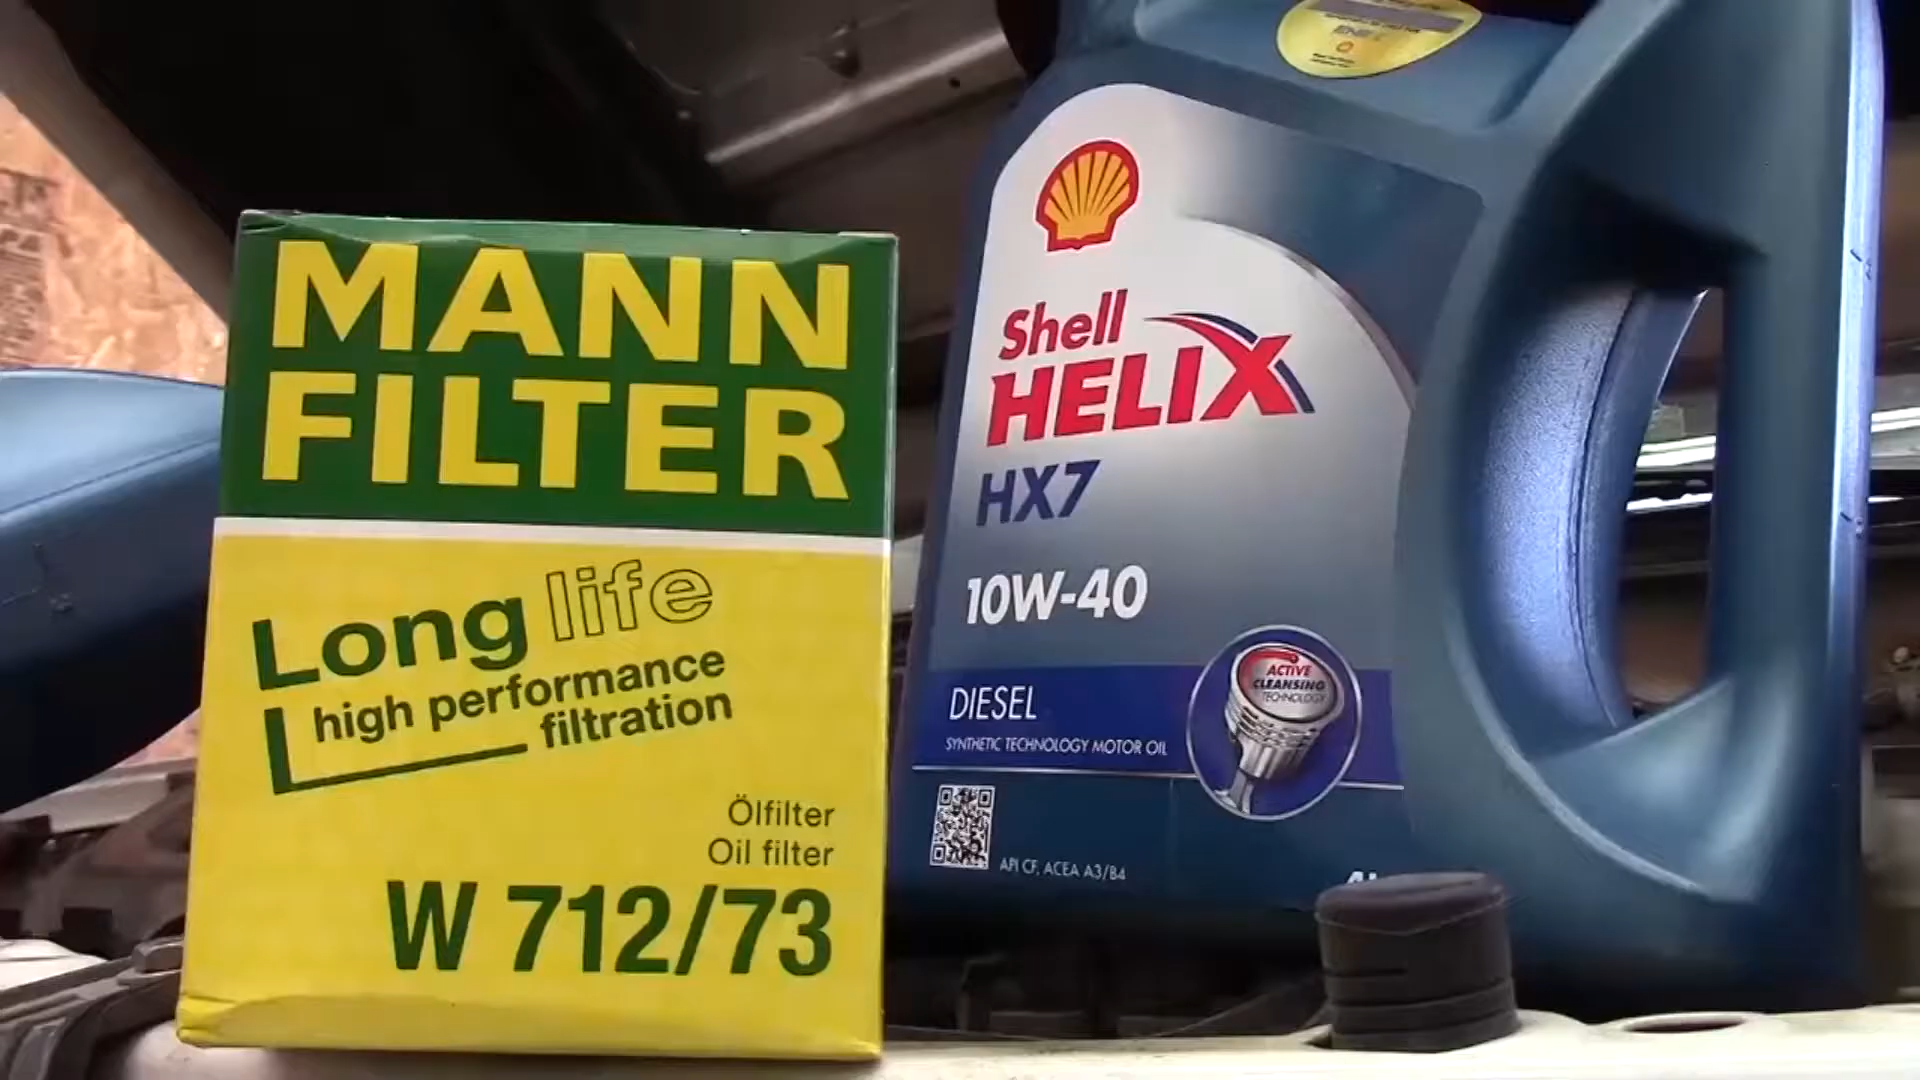 MANN
FILTER
Long life
high performance
filtration
Ölfilter
Oil filter
W 712/73
Shell
HELIX
HX7
10W-40
DIESEL
SYNTHETIC TECHNOLOGY MOTOR OIL
ACTIVE
CLEANSING
TECHNOLOGY
API CF, ACEA A3/B4